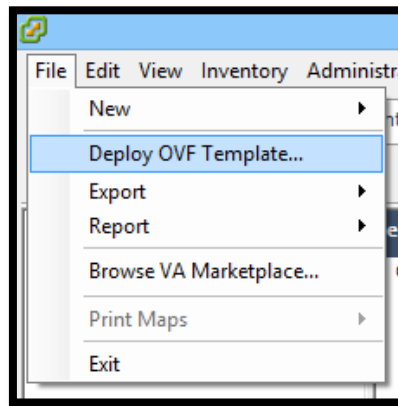 File Edit View Inventory Administr
New
Deploy OVF Template...
Export
Report
Browse VA Marketplace...
Print Maps
Exit